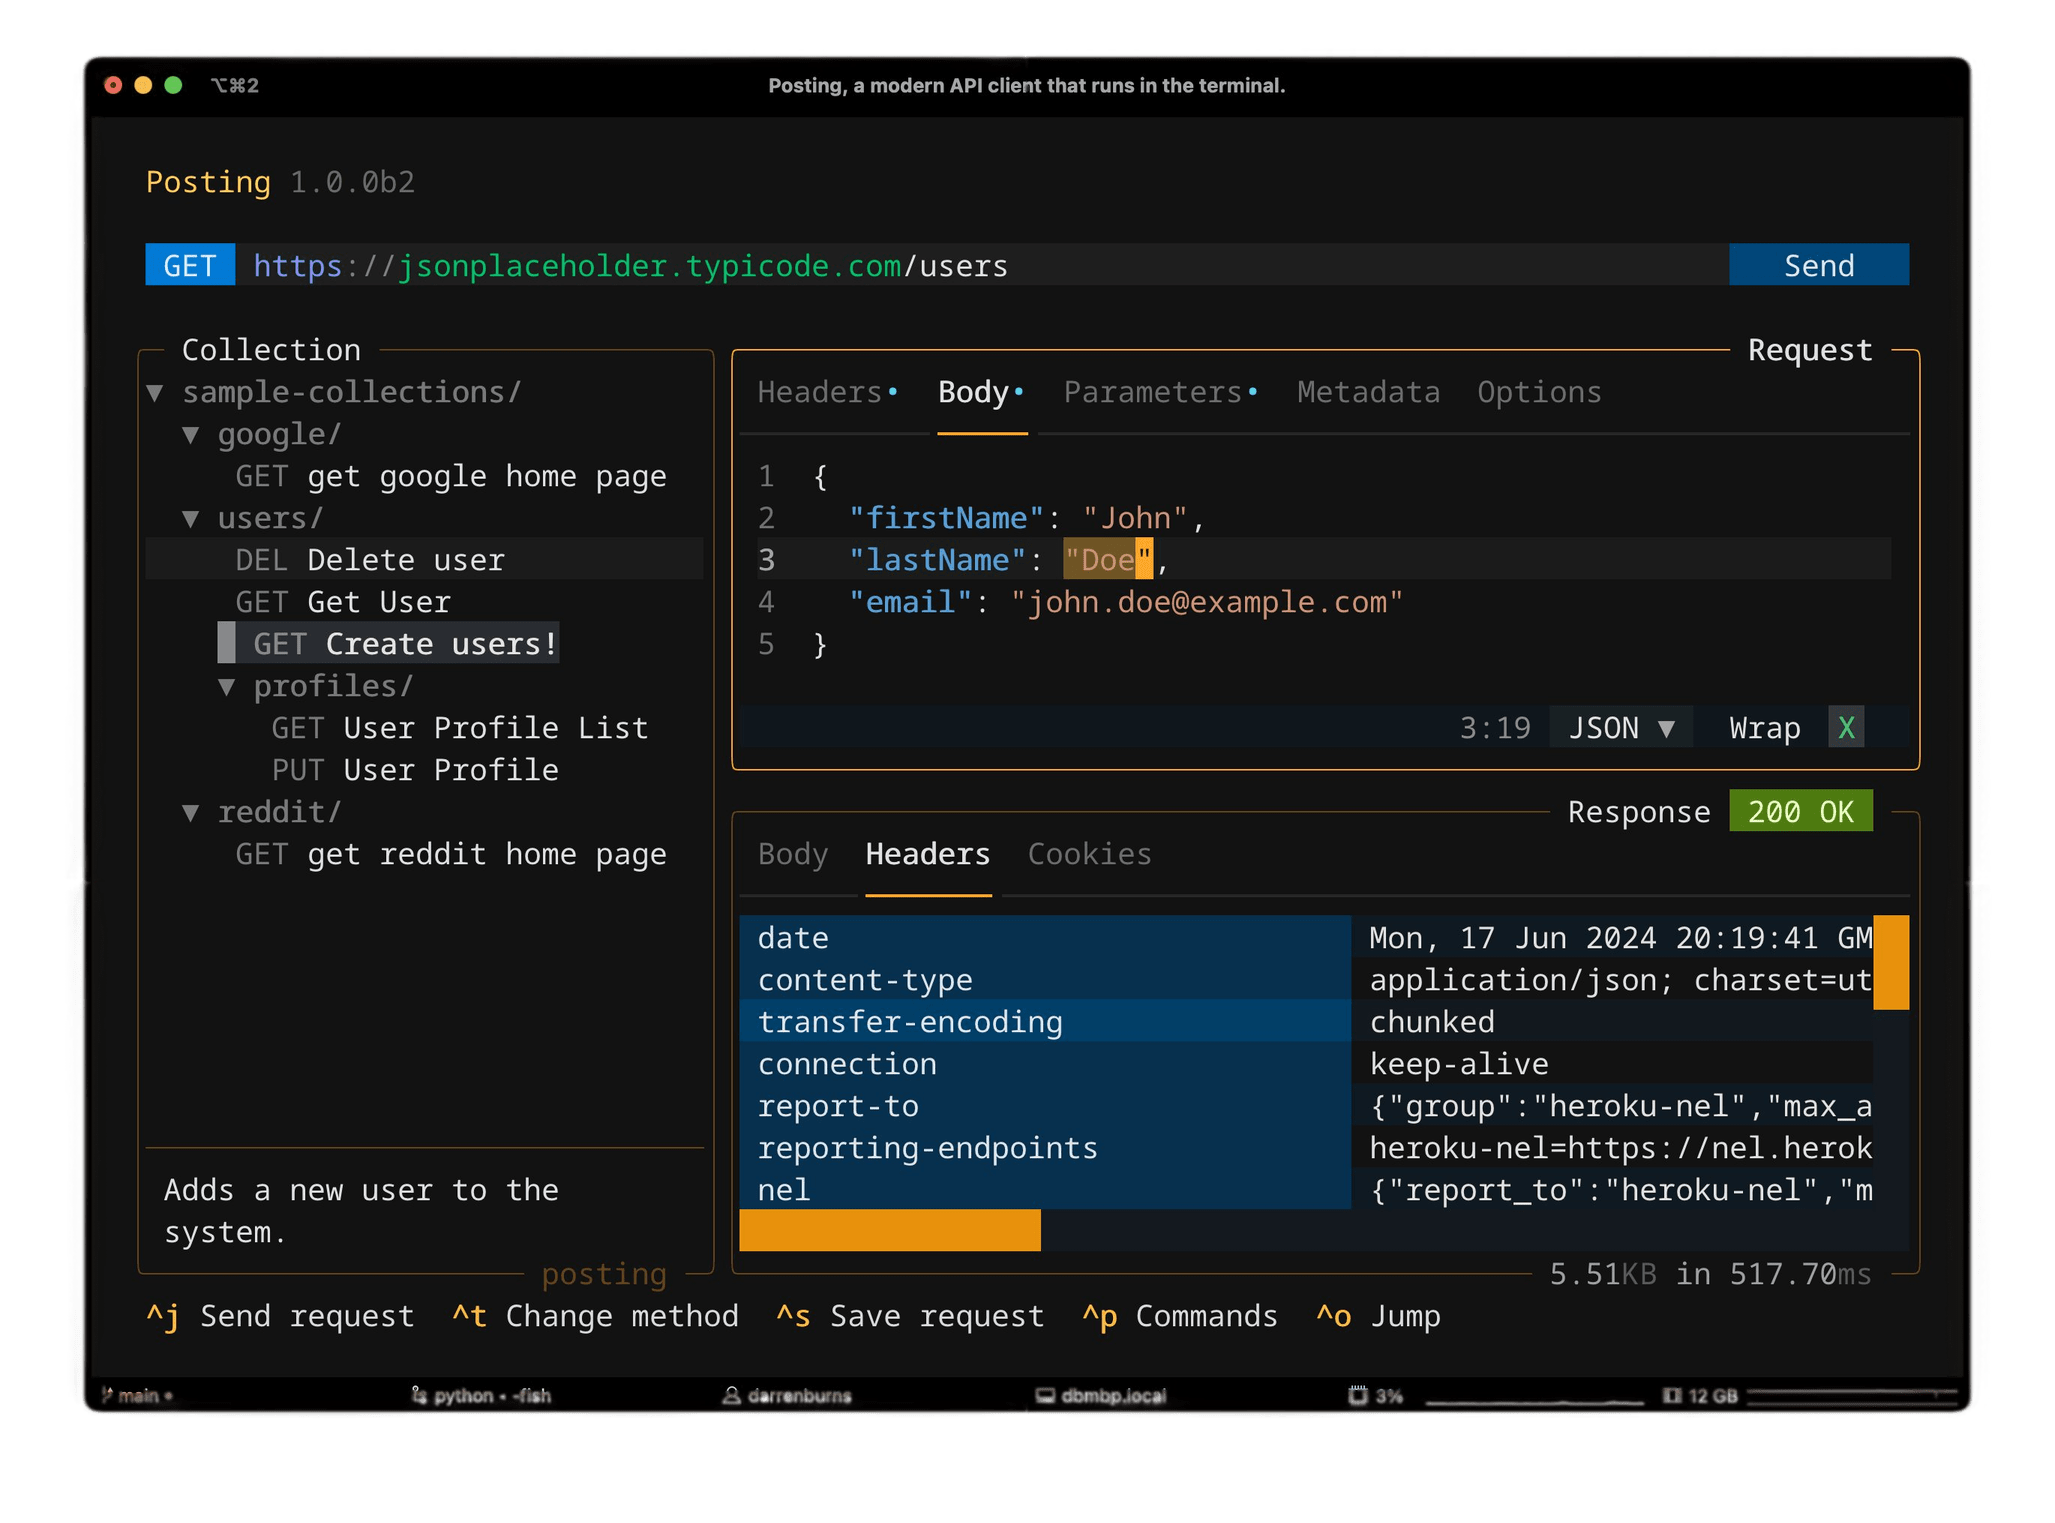 ⌥⌘2 Posting, a modern API client that runs in the terminal.
Posting 1.0.0b2
GET https://jsonplaceholder.typicode.com/users Send
Collection
▼ sample-collections/
▼ google/
GET get google home page
▼ users/
DEL Delete user
GET Get User
GET Create users!
▼ profiles/
GET User Profile List
PUT User Profile
▼ reddit/
GET get reddit home page
Adds a new user to the
system.
posting
Request
Headers• Body• Parameters• Metadata Options
1 {
2 "firstName": "John",
3 "lastName": "Doe",
4 "email": "john.doe@example.com"
5 }
3:19 JSON ▼ Wrap X
Response 200 OK
Body Headers Cookies
date Mon, 17 Jun 2024 20:19:41 GM
content-type application/json; charset=ut
transfer-encoding chunked
connection keep-alive
report-to {"group":"heroku-nel","max_a
reporting-endpoints heroku-nel=https://nel.herok
nel {"report_to":"heroku-nel","m
5.51KB in 517.70ms
^j Send request ^t Change method ^s Save request ^p Commands ^o Jump
main • python • -fish darrenburns dbmbp.local 3% 12 GB